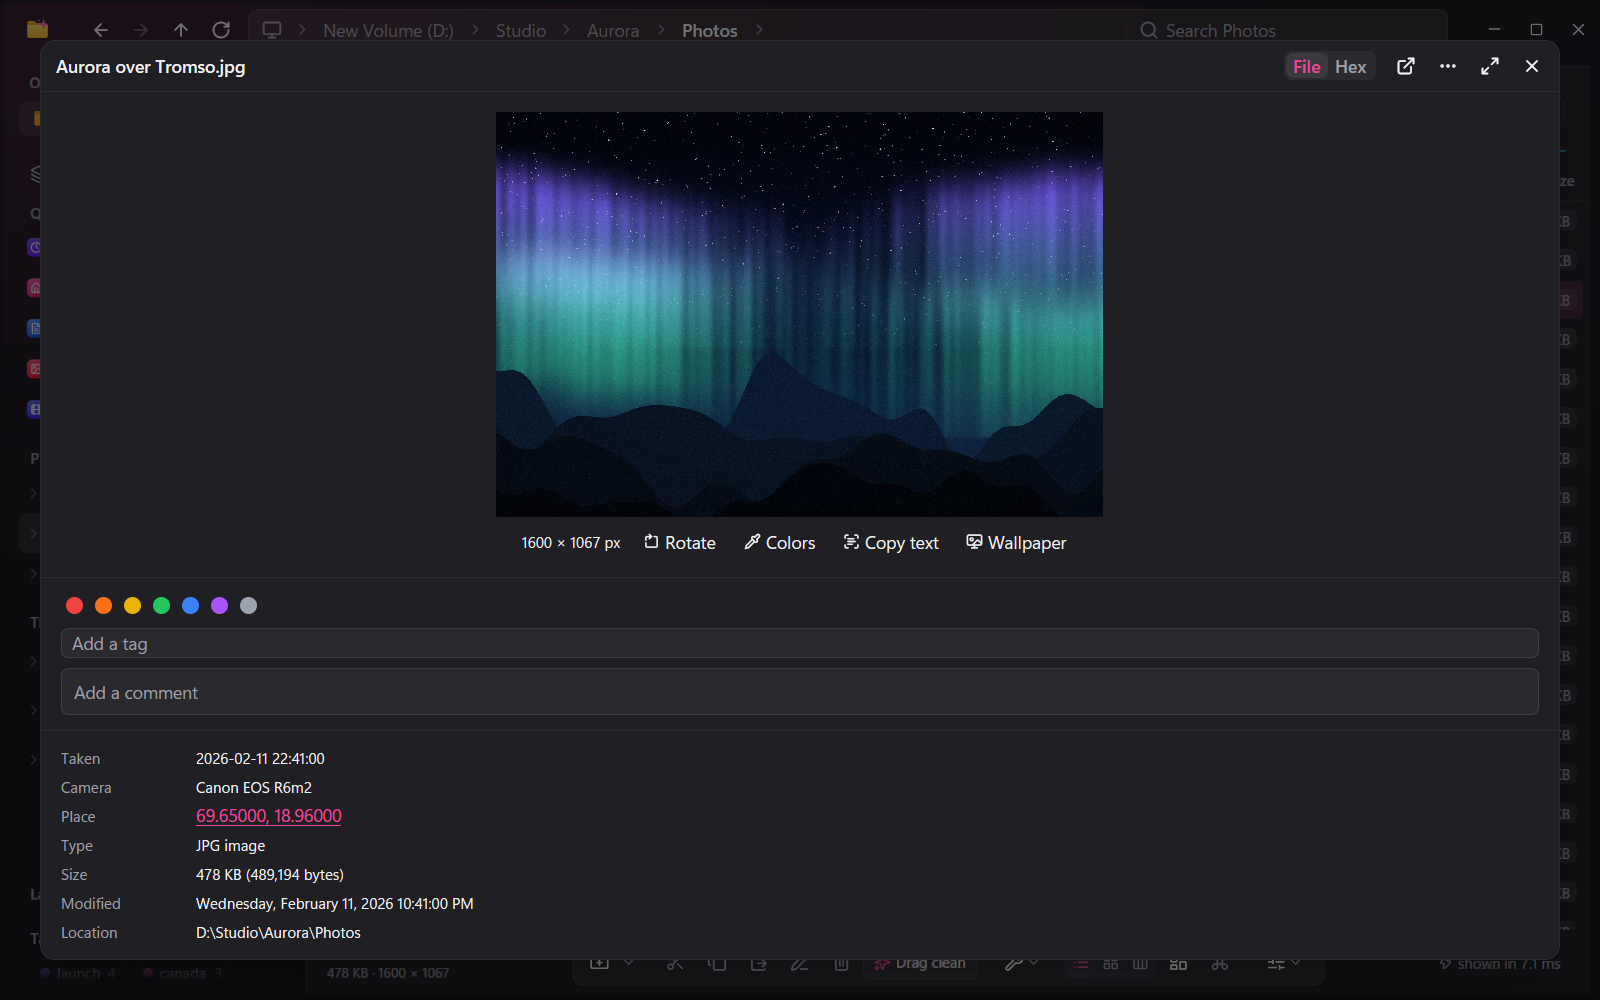 New Volume (D:) Studio Aurora Photos Search Photos
Aurora over Tromso.jpg File Hex
1600 × 1067 px Rotate Colors Copy text Wallpaper
Add a tag
Add a comment
Taken 2026-02-11 22:41:00
Camera Canon EOS R6m2
Place 69.65000, 18.96000
Type JPG image
Size 478 KB (489,194 bytes)
Modified Wednesday, February 11, 2026 10:41:00 PM
Location D:\Studio\Aurora\Photos
launch 4 canada 3 478 KB · 1600 × 1067 Drag clean shown in 7.1 ms